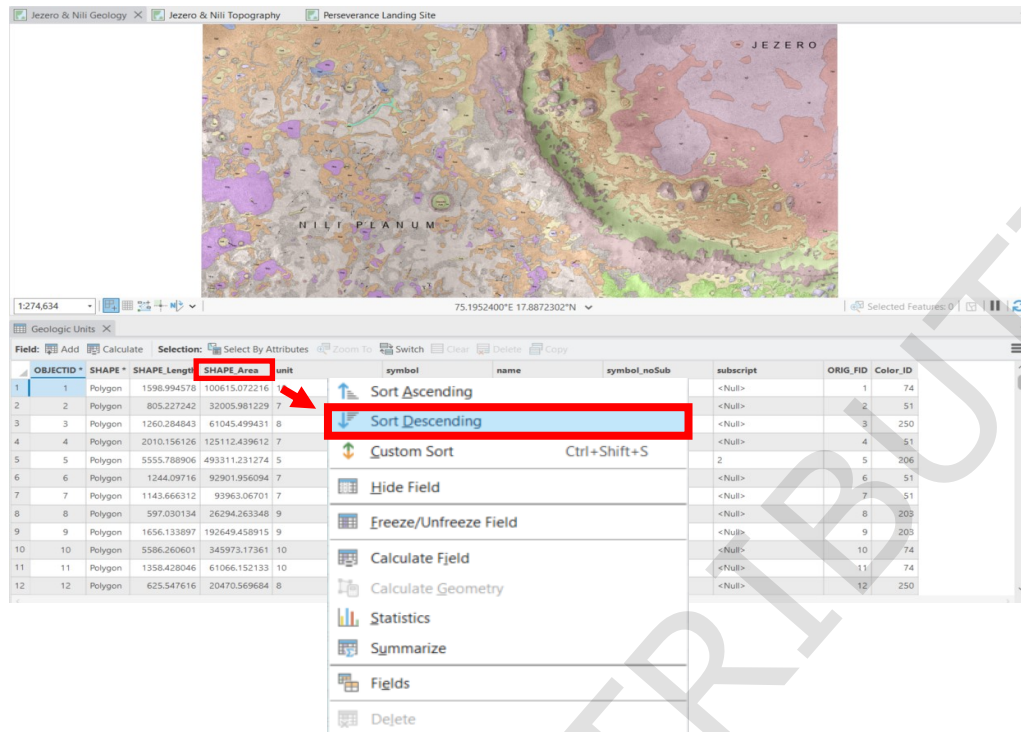 Jezero & Nili Geology Jezero & Nili Topography Perseverance Landing Site
JEZERO
NILI PLANUM
1:274,634 75.1952400°E 17.8872302°N Selected Features: 0
Geologic Units
Field: Add Calculate Selection: Select By Attributes Zoom To Switch Clear Delete Copy
OBJECTID * SHAPE * SHAPE_Length SHAPE_Area unit symbol name symbol_noSub subscript ORIG_FID Color_ID
1 1 Polygon 1598.994578 100615.072216 <Null> 1 74
2 2 Polygon 805.227242 32005.981229 7 <Null> 2 51
3 3 Polygon 1260.284843 61045.499431 8 <Null> 3 250
4 4 Polygon 2010.156126 125112.439612 7 <Null> 4 51
5 5 Polygon 5555.788906 493311.231274 5 2 5 206
6 6 Polygon 1244.09716 92901.956094 7 <Null> 6 51
7 7 Polygon 1143.666312 93963.06701 7 <Null> 7 51
8 8 Polygon 597.030134 26294.263348 9 <Null> 8 203
9 9 Polygon 1656.133897 192649.458915 9 <Null> 9 203
10 10 Polygon 5586.260601 345973.17361 10 <Null> 10 74
11 11 Polygon 1358.428046 61066.152133 10 <Null> 11 74
12 12 Polygon 625.547616 20470.569684 8 <Null> 12 250
Sort Ascending
Sort Descending
Custom Sort Ctrl+Shift+S
Hide Field
Freeze/Unfreeze Field
Calculate Field
Calculate Geometry
Statistics
Summarize
Fields
Delete
TRIBUT